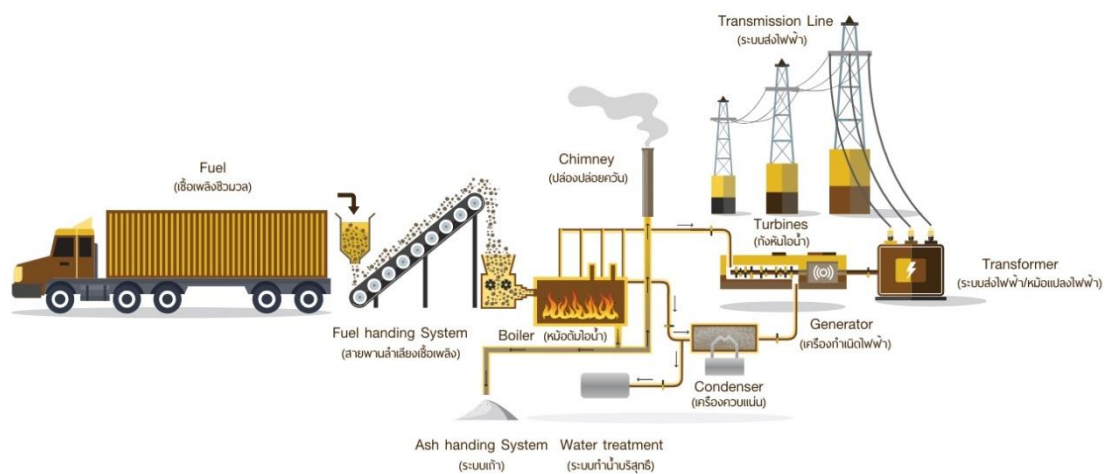 Transmission Line
(ระบบส่งไฟฟ้า)
Fuel
(เชื้อเพลิงชีวมวล)
Chimney
(ปล่องปล่อยควัน)
Turbines
(กังหันไอน้ำ)
Transformer
(ระบบส่งไฟฟ้า/หม้อแปลงไฟฟ้า)
Fuel handing System
(สายพานลำเลียงเชื้อเพลิง)
Boiler (หม้อต้มไอน้ำ)
Generator
(เครื่องกำเนิดไฟฟ้า)
Condenser
(เครื่องควบแน่น)
Ash handing System
(ระบบเถ้า)
Water treatment
(ระบบทำน้ำบริสุทธิ์)